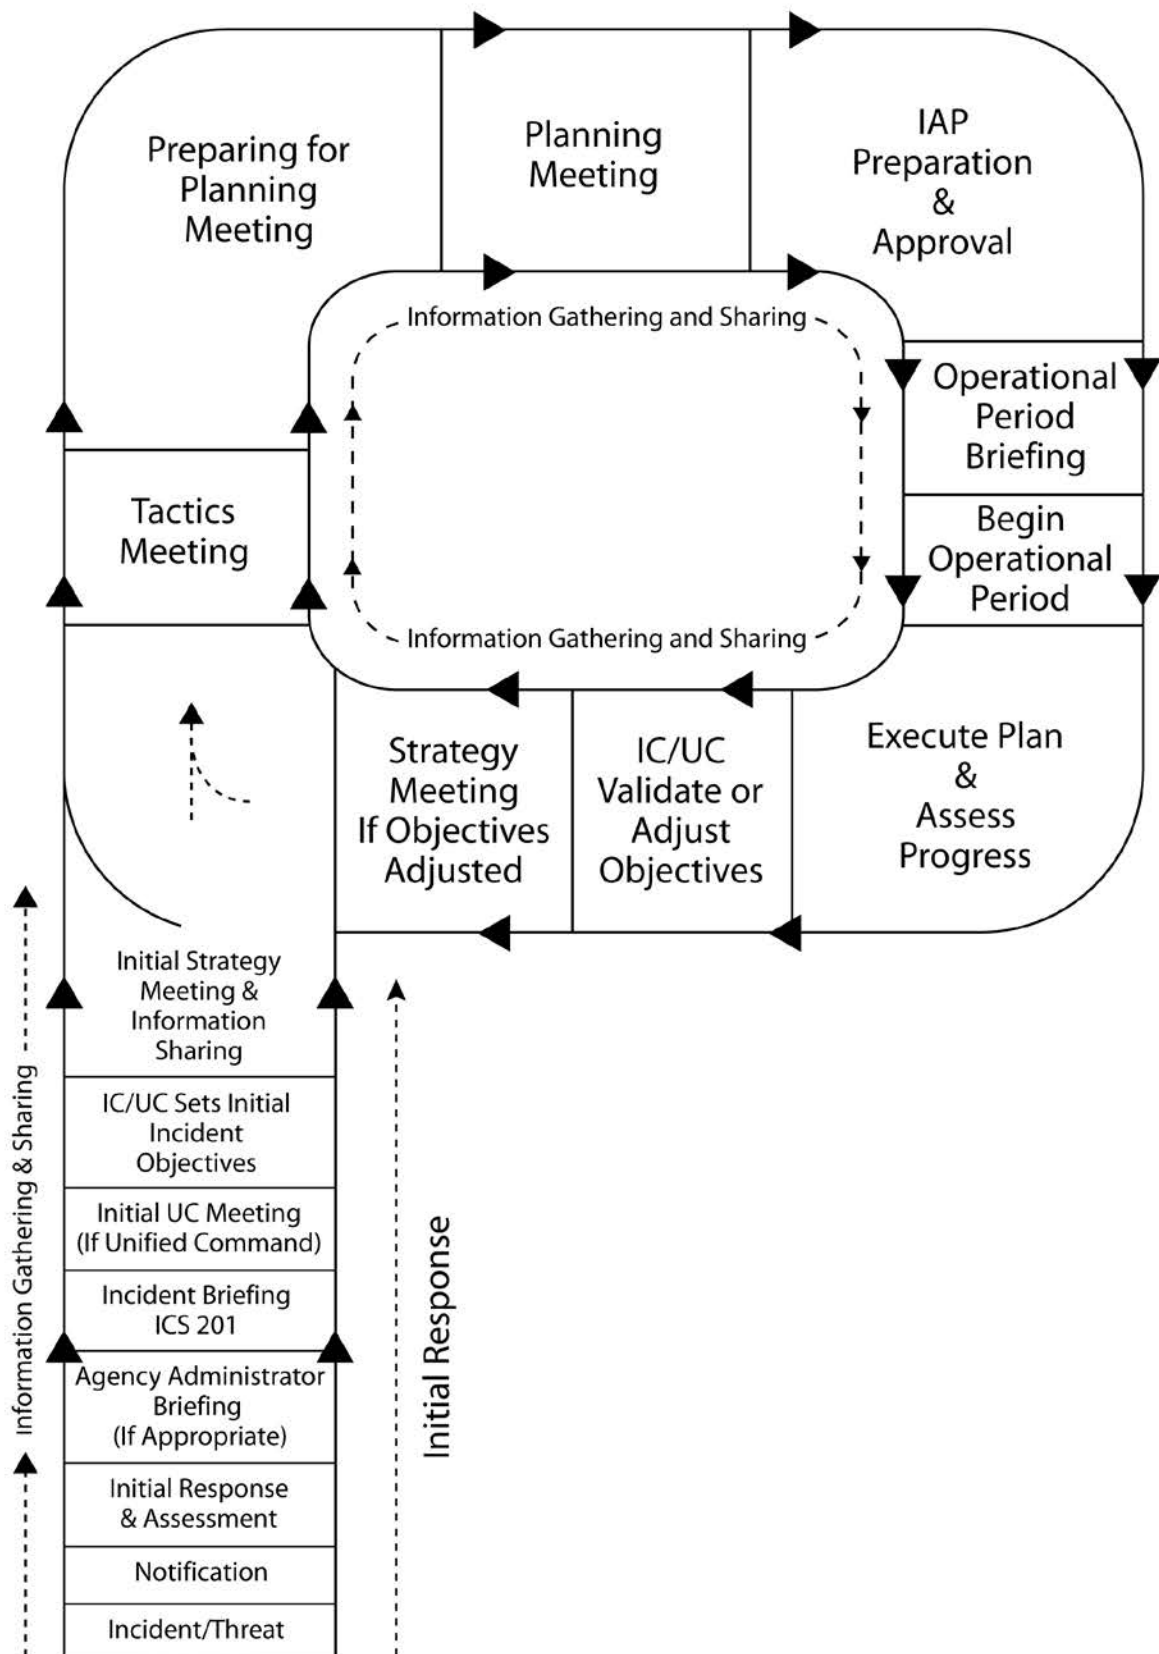 Preparing for
Planning
Meeting
Planning
Meeting
IAP
Preparation
&
Approval
Information Gathering and Sharing
Operational
Period
Briefing
Tactics
Meeting
Begin
Operational
Period
Information Gathering and Sharing
Strategy
Meeting
If Objectives
Adjusted
IC/UC
Validate or
Adjust
Objectives
Execute Plan
&
Assess
Progress
Initial Strategy
Meeting &
Information
Sharing
IC/UC Sets Initial
Incident
Objectives
Initial UC Meeting
(If Unified Command)
Incident Briefing
ICS 201
Agency Administrator
Briefing
(If Appropriate)
Initial Response
& Assessment
Notification
Incident/Threat
Information Gathering & Sharing
Initial Response